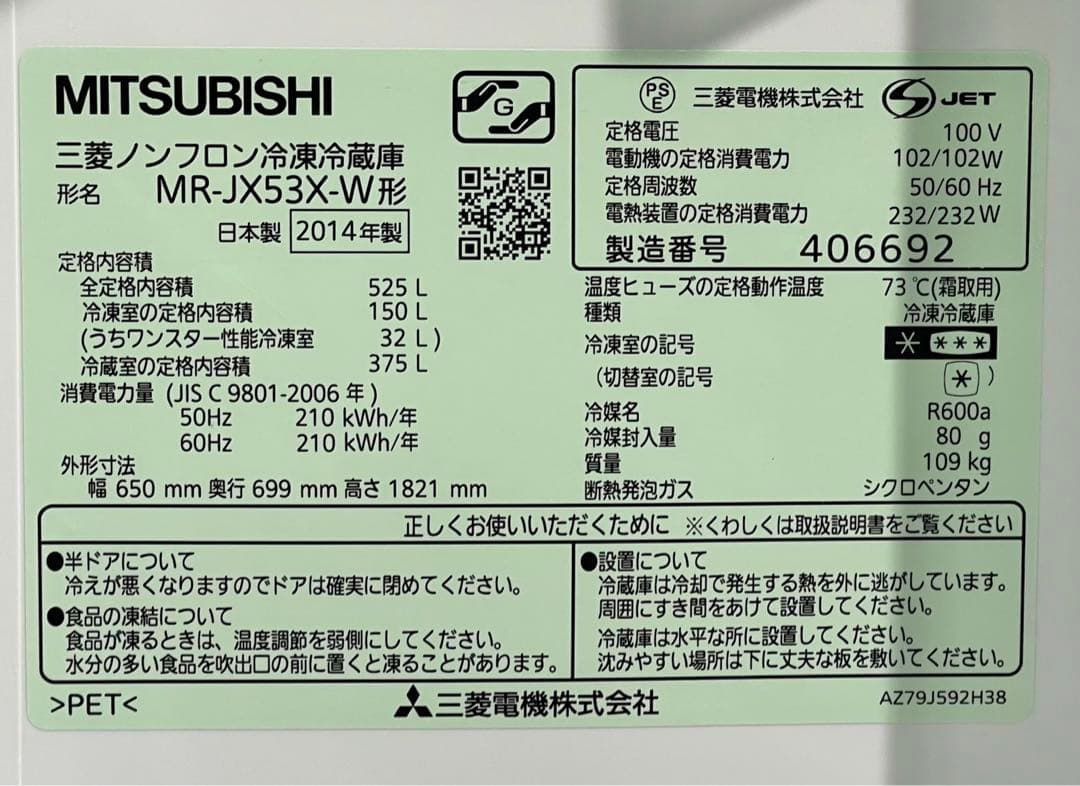 MITSUBISHI
G
三菱ノンフロン冷凍冷蔵庫
形名 MR-JX53X-W形
日本製 2014年製
定格内容積
全定格内容積 525 L
冷凍室の定格内容積 150 L
(うちワンスター性能冷凍室 32 L)
冷蔵室の定格内容積 375 L
消費電力量 (JIS C 9801-2006 年)
50Hz 210 kWh/年
60Hz 210 kWh/年
外形寸法
幅 650 mm 奥行 699 mm 高さ 1821 mm
PS E 三菱電機株式会社 S JET
定格電圧 100 V
電動機の定格消費電力 102/102W
定格周波数 50/60 Hz
電熱装置の定格消費電力 232/232W
製造番号 406692
温度ヒューズの定格動作温度 73℃(霜取用)
種類 冷凍冷蔵庫
冷凍室の記号 * ***
(切替室の記号 *)
冷媒名 R600a
冷媒封入量 80 g
質量 109 kg
断熱発泡ガス シクロペンタン
正しくお使いいただくために ※くわしくは取扱説明書をご覧ください
●半ドアについて
冷えが悪くなりますのでドアは確実に閉めてください。
●食品の凍結について
食品が凍るときは、温度調節を弱側にしてください。
水分の多い食品を吹出口の前に置くと凍ることがあります。
●設置について
冷蔵庫は冷却で発生する熱を外に逃がしています。
周囲にすき間をあけて設置してください。
冷蔵庫は水平な所に設置してください。
沈みやすい場所は下に丈夫な板を敷いてください。
>PET<
三菱電機株式会社
AZ79J592H38